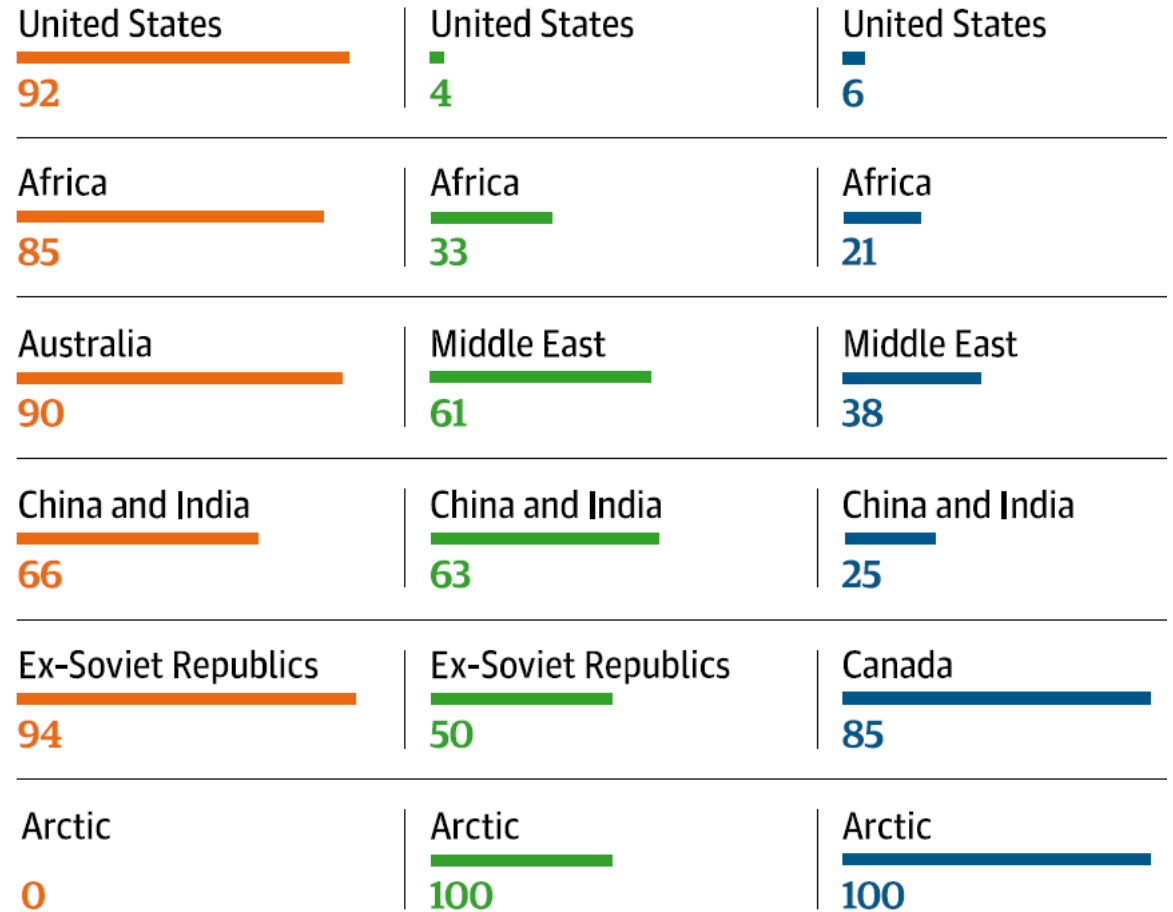 United States
92
United States
4
United States
6
Africa
85
Africa
33
Africa
21
Australia
90
Middle East
61
Middle East
38
China and India
66
China and India
63
China and India
25
Ex-Soviet Republics
94
Ex-Soviet Republics
50
Canada
85
Arctic
0
Arctic
100
Arctic
100